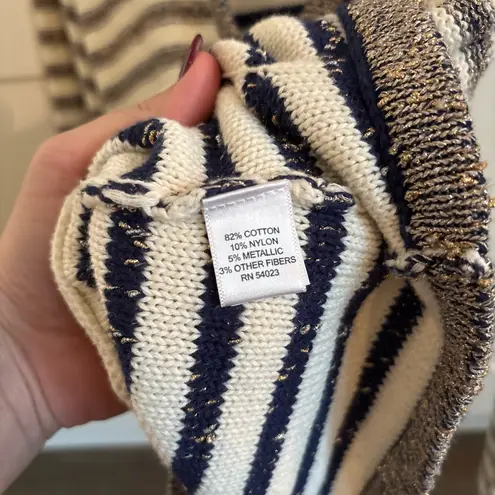 82% COTTON
10% NYLON
5% METALLIC
3% OTHER FIBERS
RN 54023